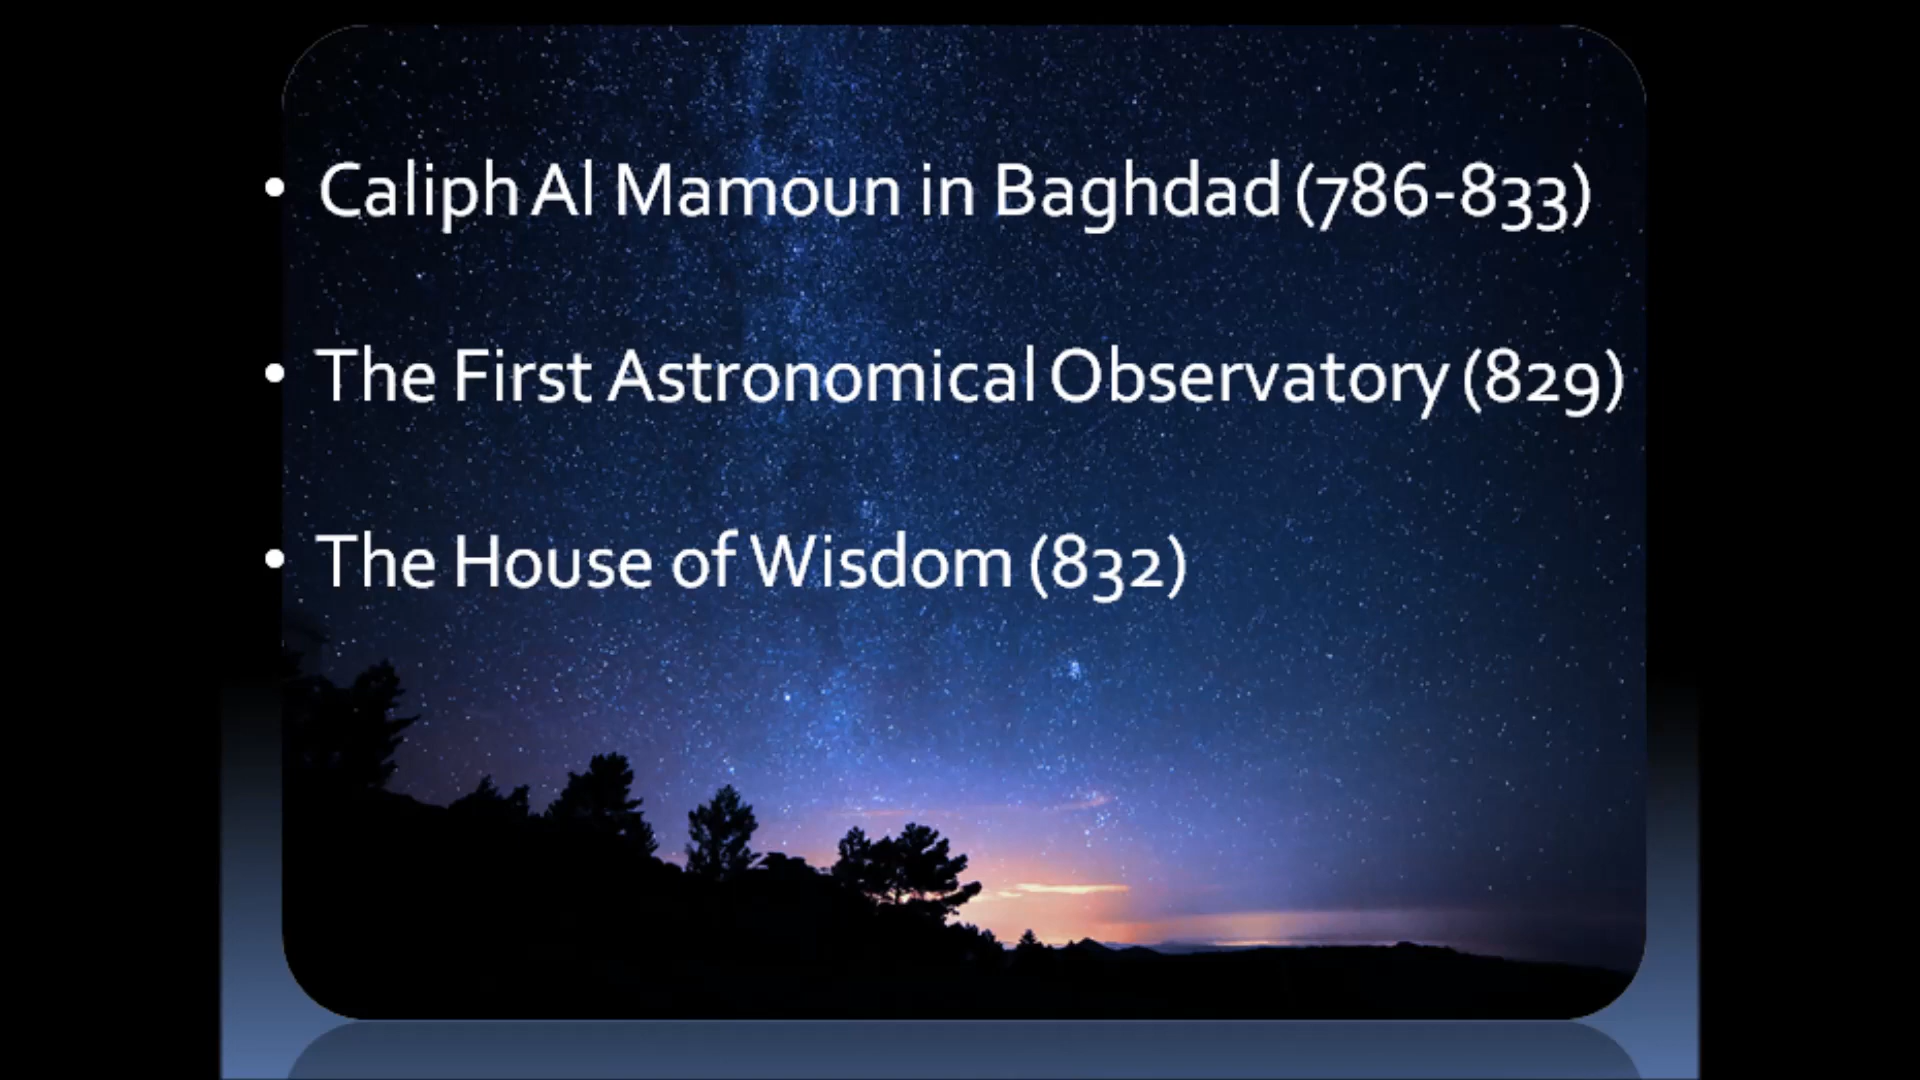 • Caliph Al Mamoun in Baghdad (786-833)
• The First Astronomical Observatory (829)
• The House of Wisdom (832)